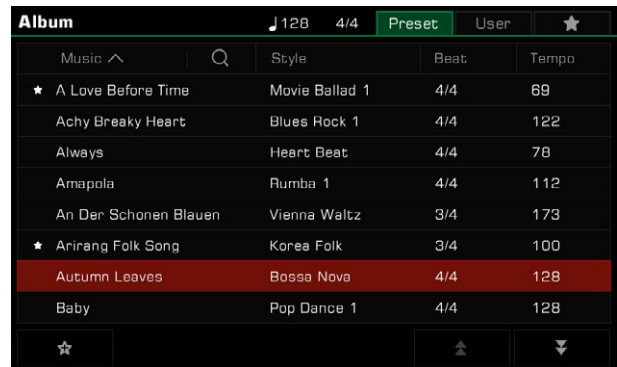 Album ♩128 4/4 Preset User ★
Music Style Beat Tempo
★ A Love Before Time Movie Ballad 1 4/4 69
Achy Breaky Heart Blues Rock 1 4/4 122
Always Heart Beat 4/4 78
Amapola Rumba 1 4/4 112
An Der Schonen Blauen Vienna Waltz 3/4 173
★ Arirang Folk Song Korea Folk 3/4 100
Autumn Leaves Bossa Nova 4/4 128
Baby Pop Dance 1 4/4 128